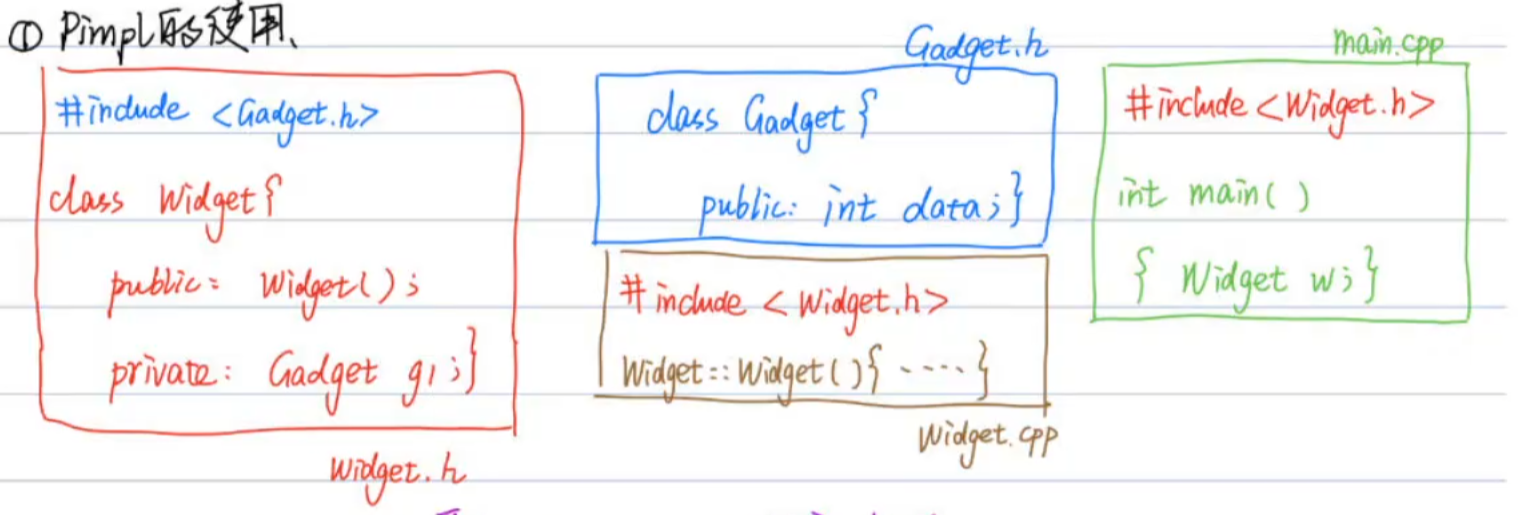 ① Pimpl的使用、
#include <Gadget.h>
class Widget{
public: Widget();
private: Gadget g1;}
Widget.h
Gadget.h
class Gadget{
public: int data;}
#include <Widget.h>
Widget::Widget(){ ····· }
Widget.cpp
main.cpp
#include <Widget.h>
int main()
{ Widget w;}